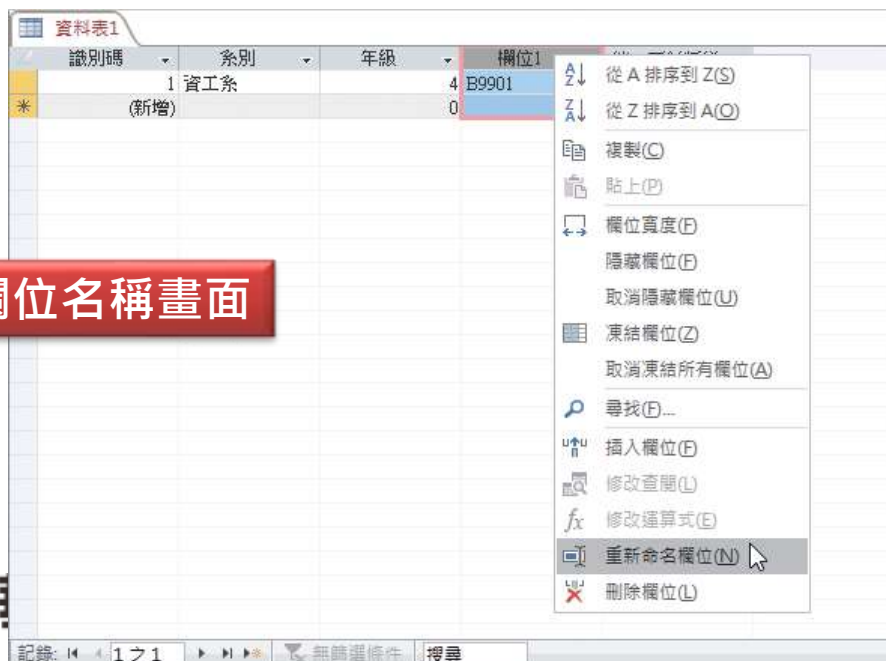 資料表1
識別碼 系別 年級 欄位1
1 資工系 4 B9901
* (新增) 0
從 A 排序到 Z(S)
從 Z 排序到 A(O)
複製(C)
貼上(P)
欄位寬度(F)
隱藏欄位(F)
取消隱藏欄位(U)
凍結欄位(Z)
取消凍結所有欄位(A)
尋找(F)...
插入欄位(F)
修改查閱(L)
fx 修改運算式(E)
重新命名欄位(N)
刪除欄位(L)
位名稱畫面
記錄: 1 之 1 無篩選條件 搜尋